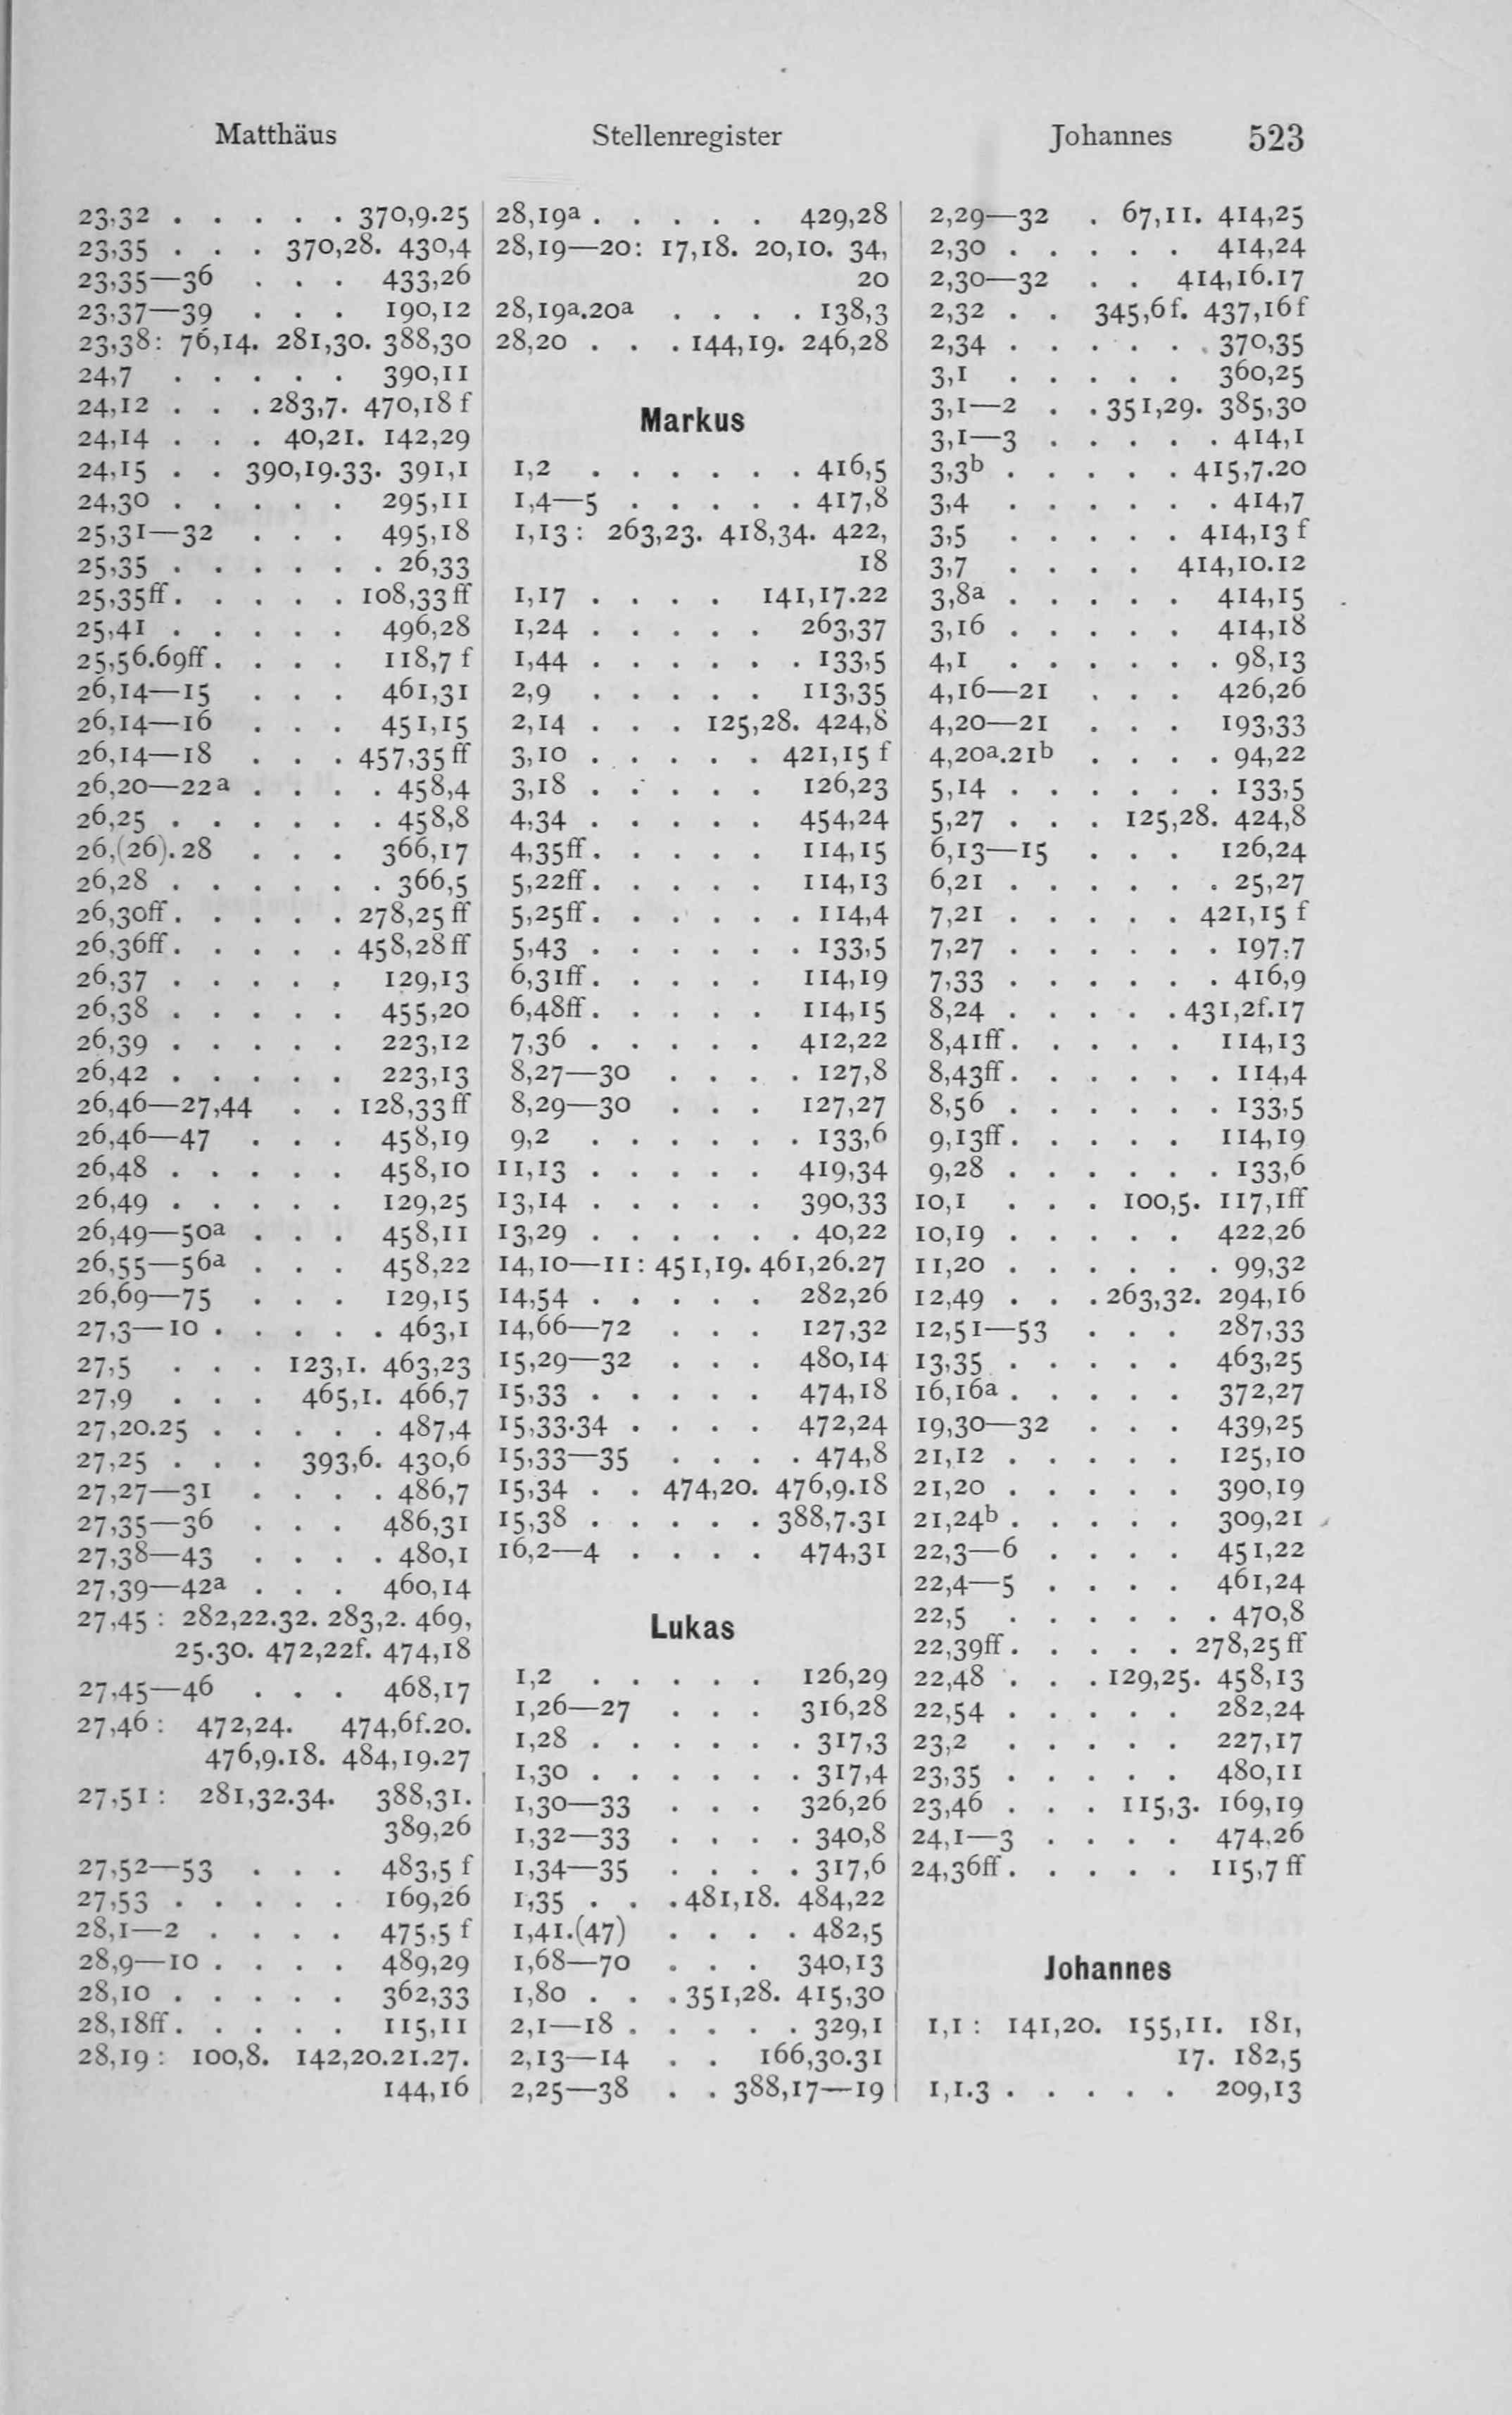 Matthäus Stellenregister Johannes 523
23,32 . . . . . 370,9.25
23,35 . . . 370,28. 430,4
23,35—36 . . . 433,26
23,37—39 . . . 190,12
23,38: 76,14. 281,30. 388,30
24,7 . . . . . 390,11
24,12 . . . 283,7. 470,18 f
24,14 . . . 40,21. 142,29
24,15 . . 390,19.33. 391,1
24,30 . . . . . 295,11
25,31—32 . . . 495,18
25,35 . . . . . . 26,33
25,35ff. . . . . 108,33 ff
25,41 . . . . . 496,28
25,56.69ff. . . . 118,7 f
26,14—15 . . . 461,31
26,14—16 . . . 451,15
26,14—18 . . . 457,35 ff
26,20—22a . . . . 458,4
26,25 . . . . . . 458,8
26,(26).28 . . . 366,17
26,28 . . . . . . 366,5
26,30ff. . . . . 278,25 ff
26,36ff. . . . . 458,28 ff
26,37 . . . . . 129,13
26,38 . . . . . 455,20
26,39 . . . . . 223,12
26,42 . . . . . 223,13
26,46—27,44 . . 128,33 ff
26,46—47 . . . 458,19
26,48 . . . . . 458,10
26,49 . . . . . 129,25
26,49—50a . . . 458,11
26,55—56a . . . 458,22
26,69—75 . . . 129,15
27,3—10 . . . . . 463,1
27,5 . . . 123,1. 463,23
27,9 . . . 465,1. 466,7
27,20.25 . . . . . 487,4
27,25 . . . 393,6. 430,6
27,27—31 . . . . 486,7
27,35—36 . . . 486,31
27,38—43 . . . . 480,1
27,39—42a . . . 460,14
27,45 : 282,22.32. 283,2. 469,
25.30. 472,22f. 474,18
27,45—46 . . . 468,17
27,46 : 472,24. 474,6f.20.
476,9.18. 484,19.27
27,51 : 281,32.34. 388,31.
389,26
27,52—53 . . . 483,5 f
27,53 . . . . . 169,26
28,1—2 . . . . 475,5 f
28,9—10 . . . . 489,29
28,10 . . . . . 362,33
28,18ff. . . . . 115,11
28,19 : 100,8. 142,20.21.27.
144,16
28,19a . . . . . 429,28
28,19—20: 17,18. 20,10. 34,
20
28,19a.20a . . . . 138,3
28,20 . . . 144,19. 246,28
Markus
1,2 . . . . . . 416,5
1,4—5 . . . . . 417,8
1,13 : 263,23. 418,34. 422,
18
1,17 . . . . 141,17.22
1,24 . . . . . 263,37
1,44 . . . . . . 133,5
2,9 . . . . . 113,35
2,14 . . . 125,28. 424,8
3,10 . . . . . 421,15 f
3,18 . . . . . 126,23
4,34 . . . . . 454,24
4,35ff. . . . . 114,15
5,22ff. . . . . 114,13
5,25ff. . . . . . 114,4
5,43 . . . . . . 133,5
6,31ff. . . . . 114,19
6,48ff. . . . . 114,15
7,36 . . . . . 412,22
8,27—30 . . . . 127,8
8,29—30 . . . 127,27
9,2 . . . . . . 133,6
11,13 . . . . . 419,34
13,14 . . . . . 390,33
13,29 . . . . . . 40,22
14,10—11 : 451,19. 461,26.27
14,54 . . . . . 282,26
14,66—72 . . . 127,32
15,29—32 . . . 480,14
15,33 . . . . . 474,18
15,33.34 . . . . 472,24
15,33—35 . . . . 474,8
15,34 . . 474,20. 476,9.18
15,38 . . . . . 388,7.31
16,2—4 . . . . 474,31
Lukas
1,2 . . . . . 126,29
1,26—27 . . . 316,28
1,28 . . . . . . 317,3
1,30 . . . . . . 317,4
1,30—33 . . . 326,26
1,32—33 . . . . 340,8
1,34—35 . . . . 317,6
1,35 . . . 481,18. 484,22
1,41.(47) . . . . 482,5
1,68—70 . . . 340,13
1,80 . . . 351,28. 415,30
2,1—18 . . . . . 329,1
2,13—14 . . 166,30.31
2,25—38 . . 388,17—19
2,29—32 . 67,11. 414,25
2,30 . . . . . 414,24
2,30—32 . . 414,16.17
2,32 . . 345,6f. 437,16f
2,34 . . . . . . 370,35
3,1 . . . . . 360,25
3,1—2 . . 351,29. 385,30
3,1—3 . . . . . 414,1
3,3b . . . . . 415,7.20
3,4 . . . . . . 414,7
3,5 . . . . . 414,13 f
3,7 . . . . 414,10.12
3,8a . . . . . 414,15
3,16 . . . . . 414,18
4,1 . . . . . . 98,13
4,16—21 . . . 426,26
4,20—21 . . . 193,33
4,20a.21b . . . . 94,22
5,14 . . . . . . 133,5
5,27 . . . 125,28. 424,8
6,13—15 . . . 126,24
6,21 . . . . . . 25,27
7,21 . . . . . 421,15 f
7,27 . . . . . . 197,7
7,33 . . . . . . 416,9
8,24 . . . . . 431,2f.17
8,41ff. . . . . 114,13
8,43ff. . . . . . 114,4
8,56 . . . . . . 133,5
9,13ff. . . . . 114,19
9,28 . . . . . . 133,6
10,1 . . . 100,5. 117,1ff
10,19 . . . . . 422,26
11,20 . . . . . . 99,32
12,49 . . . 263,32. 294,16
12,51—53 . . . 287,33
13,35 . . . . . 463,25
16,16a . . . . . 372,27
19,30—32 . . . 439,25
21,12 . . . . . 125,10
21,20 . . . . . 390,19
21,24b . . . . . 309,21
22,3—6 . . . . 451,22
22,4—5 . . . . 461,24
22,5 . . . . . . 470,8
22,39ff. . . . . 278,25 ff
22,48 . . . 129,25. 458,13
22,54 . . . . . 282,24
23,2 . . . . . 227,17
23,35 . . . . . 480,11
23,46 . . . 115,3. 169,19
24,1—3 . . . . 474,26
24,36ff. . . . . 115,7 ff
Johannes
1,1 : 141,20. 155,11. 181,
17. 182,5
1,1.3 . . . . . 209,13